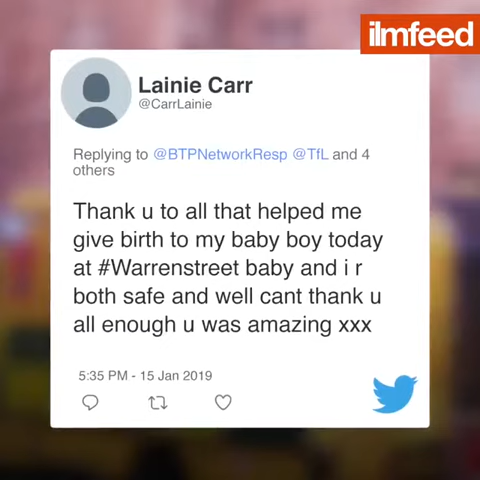 ilmfeed
Lainie Carr
@CarrLainie
Replying to @BTPNetworkResp @TfL and 4
others
Thank u to all that helped me
give birth to my baby boy today
at #Warrenstreet baby and i r
both safe and well cant thank u
all enough u was amazing xxx
5:35 PM - 15 Jan 2019